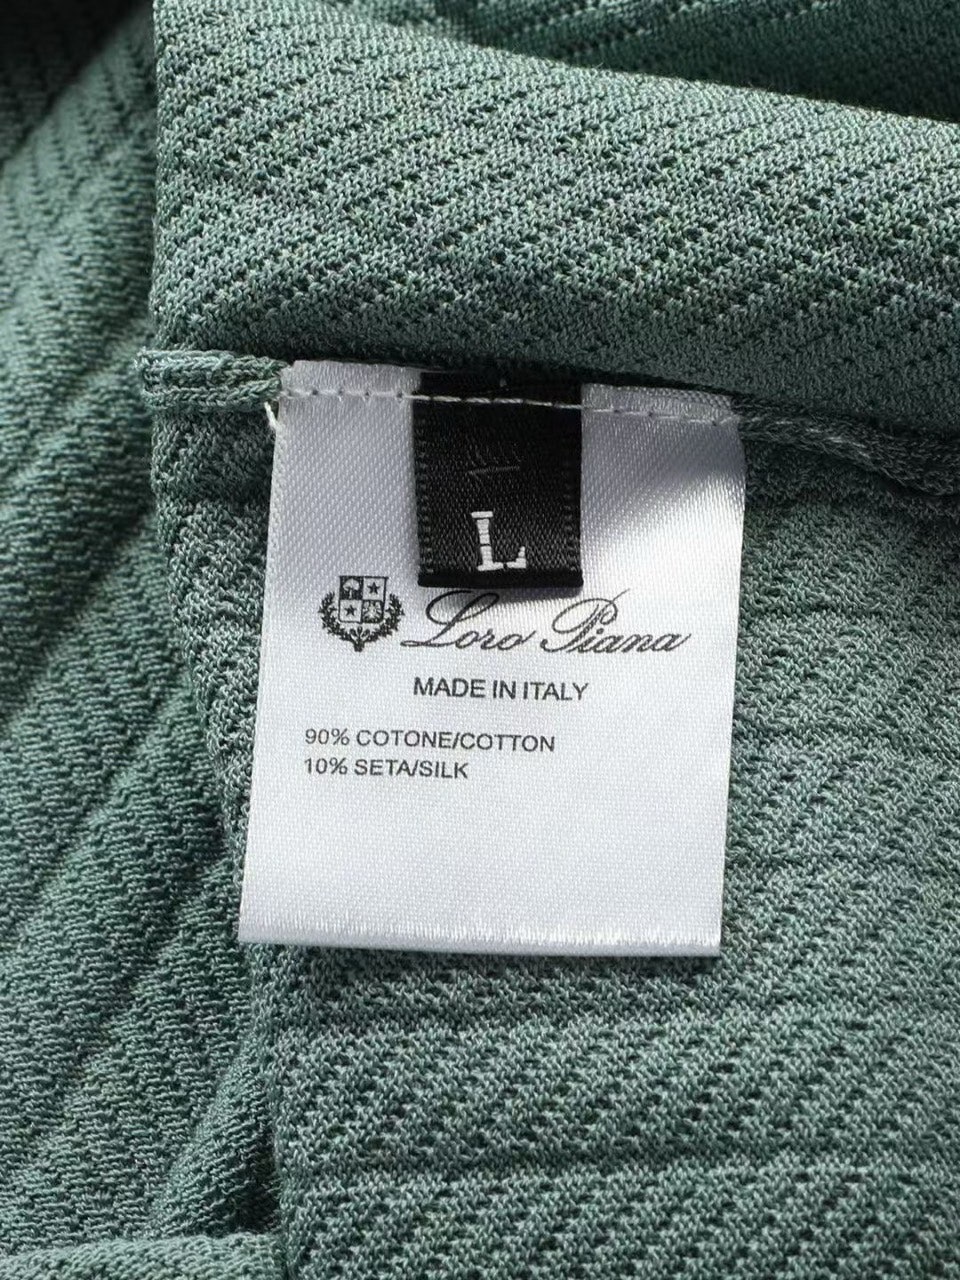 L
Loro Piana
MADE IN ITALY
90% COTONE/COTTON
10% SETA/SILK